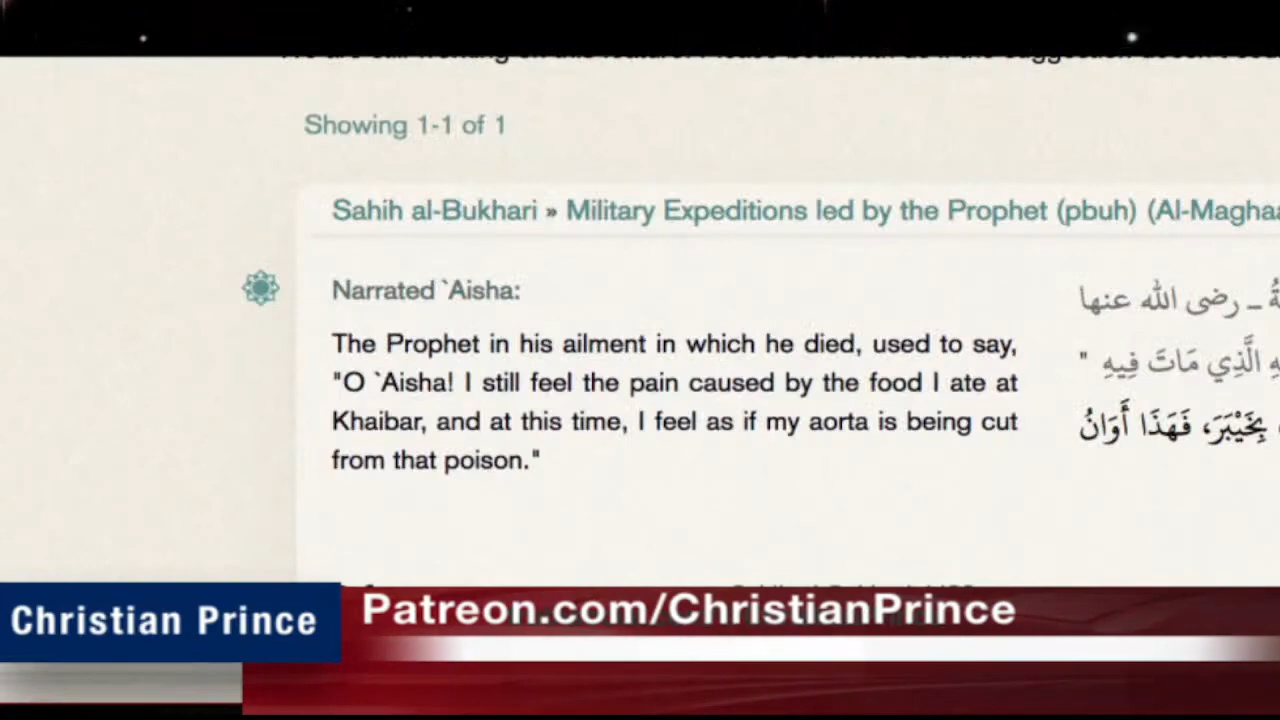 Showing 1-1 of 1
Sahih al-Bukhari » Military Expeditions led by the Prophet (pbuh) (Al-Maghaa
Narrated `Aisha:
The Prophet in his ailment in which he died, used to say,
"O `Aisha! I still feel the pain caused by the food I ate at
Khaibar, and at this time, I feel as if my aorta is being cut
from that poison."
ـ رضى الله عنها
الَّذِي مَاتَ فِيهِ "
بِخَيْبَرَ، فَهَذَا أَوَانُ
Christian Prince
Patreon.com/ChristianPrince